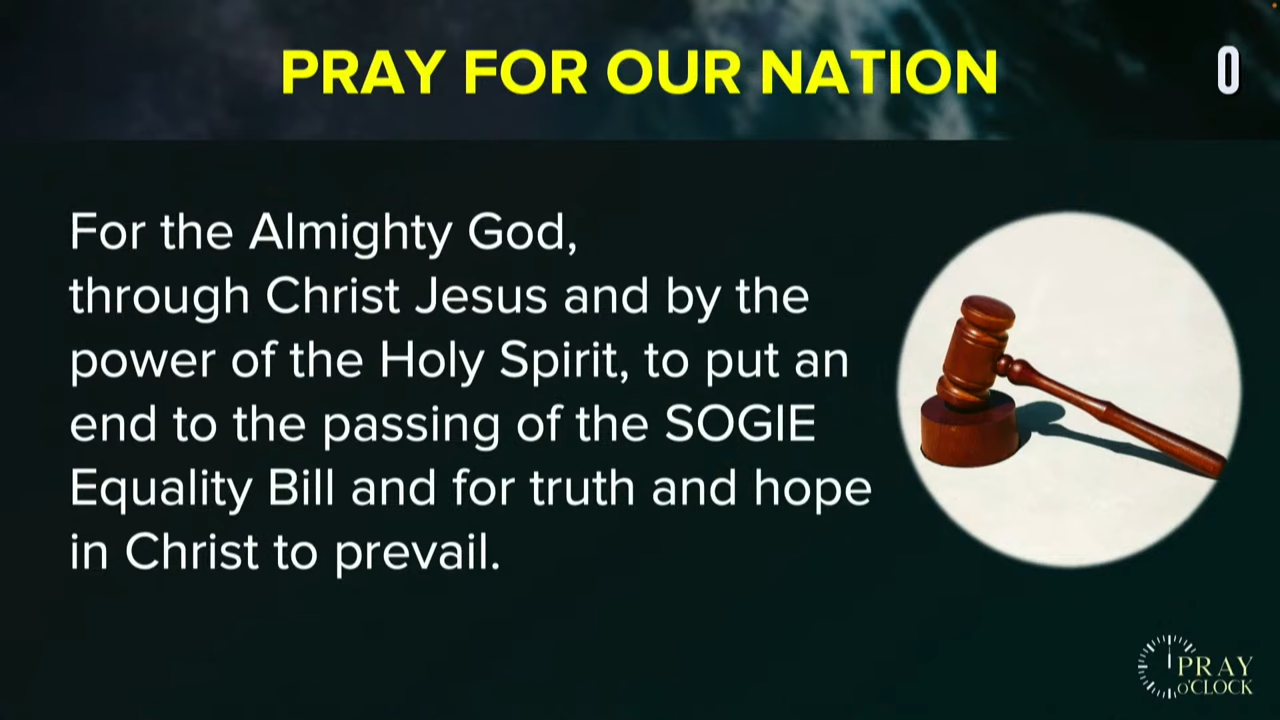 PRAY FOR OUR NATION
0
For the Almighty God,
through Christ Jesus and by the
power of the Holy Spirit, to put an
end to the passing of the SOGIE
Equality Bill and for truth and hope
in Christ to prevail.
PRAY
O'CLOCK